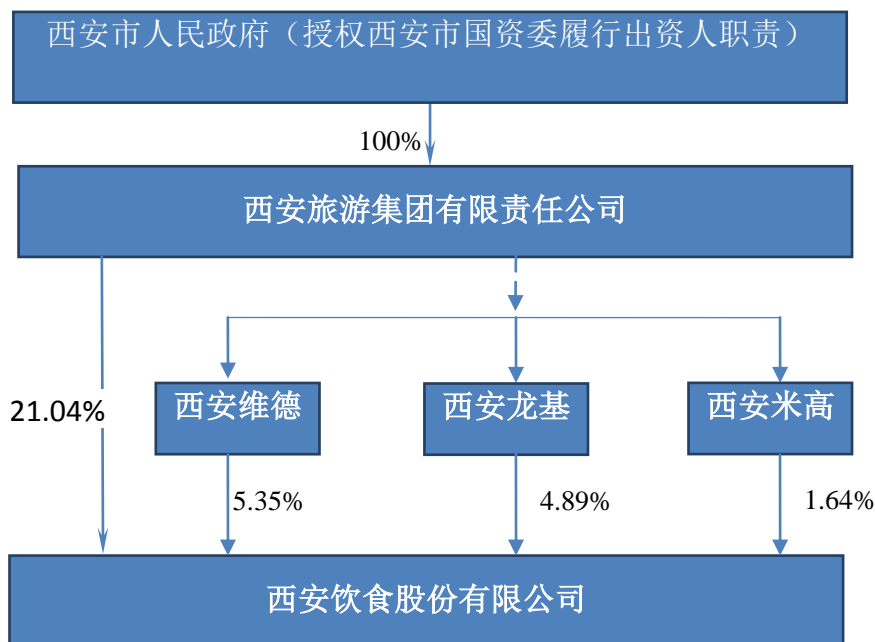 西安市人民政府（授权西安市国资委履行出资人职责）
100%
西安旅游集团有限责任公司
21.04%
西安维德
西安龙基
西安米高
5.35%
4.89%
1.64%
西安饮食股份有限公司